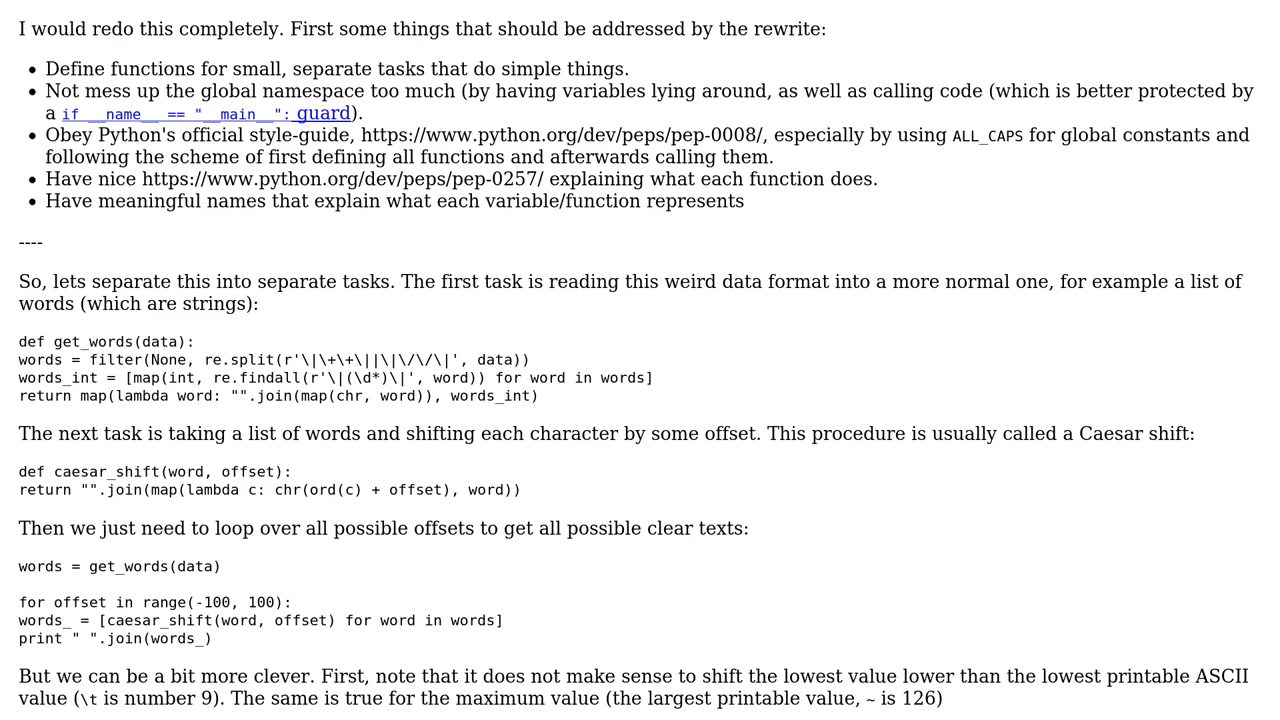 I would redo this completely. First some things that should be addressed by the rewrite:
• Define functions for small, separate tasks that do simple things.
• Not mess up the global namespace too much (by having variables lying around, as well as calling code (which is better protected by
a if __name__ == "__main__": guard).
• Obey Python's official style-guide, https://www.python.org/dev/peps/pep-0008/, especially by using ALL_CAPS for global constants and
following the scheme of first defining all functions and afterwards calling them.
• Have nice https://www.python.org/dev/peps/pep-0257/ explaining what each function does.
• Have meaningful names that explain what each variable/function represents
----
So, lets separate this into separate tasks. The first task is reading this weird data format into a more normal one, for example a list of
words (which are strings):
def get_words(data):
words = filter(None, re.split(r'\|\+\+\||\|\/\/\|', data))
words_int = [map(int, re.findall(r'\|(\d*)\|', word)) for word in words]
return map(lambda word: "".join(map(chr, word)), words_int)
The next task is taking a list of words and shifting each character by some offset. This procedure is usually called a Caesar shift:
def caesar_shift(word, offset):
return "".join(map(lambda c: chr(ord(c) + offset), word))
Then we just need to loop over all possible offsets to get all possible clear texts:
words = get_words(data)
for offset in range(-100, 100):
words_ = [caesar_shift(word, offset) for word in words]
print " ".join(words_)
But we can be a bit more clever. First, note that it does not make sense to shift the lowest value lower than the lowest printable ASCII
value (\t is number 9). The same is true for the maximum value (the largest printable value, ~ is 126)